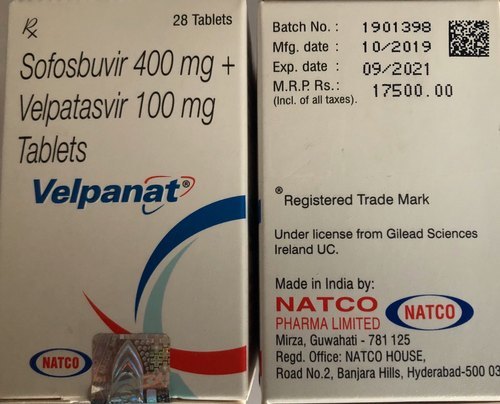 Rx
28 Tablets
Sofosbuvir 400 mg +
Velpatasvir 100 mg
Tablets
Velpanat®
NATCO
Batch No. : 1901398
Mfg. date : 10/2019
Exp. date : 09/2021
M.R.P. Rs.: 17500.00
(Incl. of all taxes).
®Registered Trade Mark
Under license from Gilead Sciences
Ireland UC.
Made in India by:
NATCO
PHARMA LIMITED
NATCO
Mirza, Guwahati - 781 125
Regd. Office: NATCO HOUSE,
Road No.2, Banjara Hills, Hyderabad-500 03